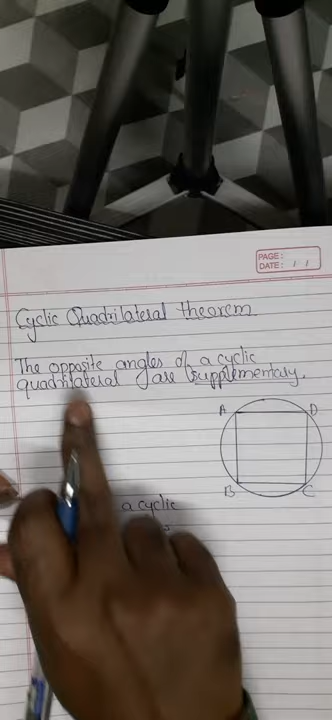 PAGE:
DATE: / /
Cyclic Quadrilateral theorem
The opposite angles of a cyclic
quadrilateral are supplementary.
A D
B C
a cyclic